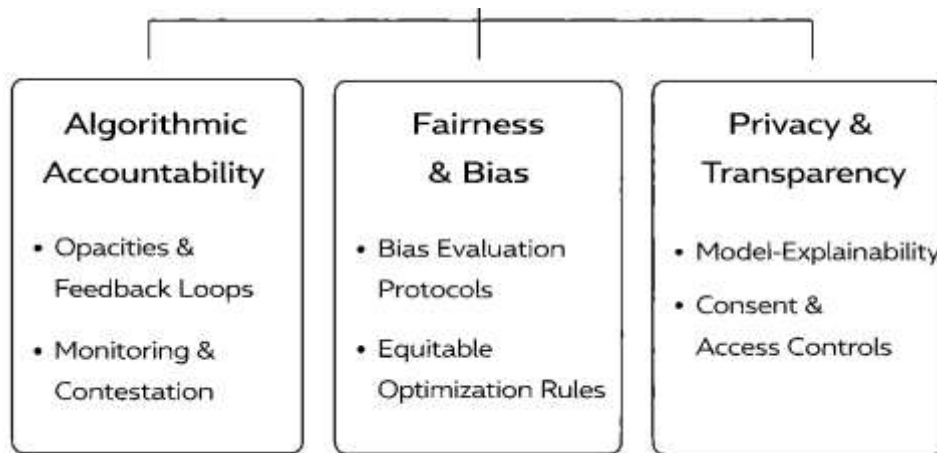 Algorithmic
Accountability
• Opacities &
Feedback Loops
• Monitoring &
Contestation
Fairness
& Bias
• Bias Evaluation
Protocols
• Equitable
Optimization Rules
Privacy &
Transparency
• Model-Explainability
• Consent &
Access Controls